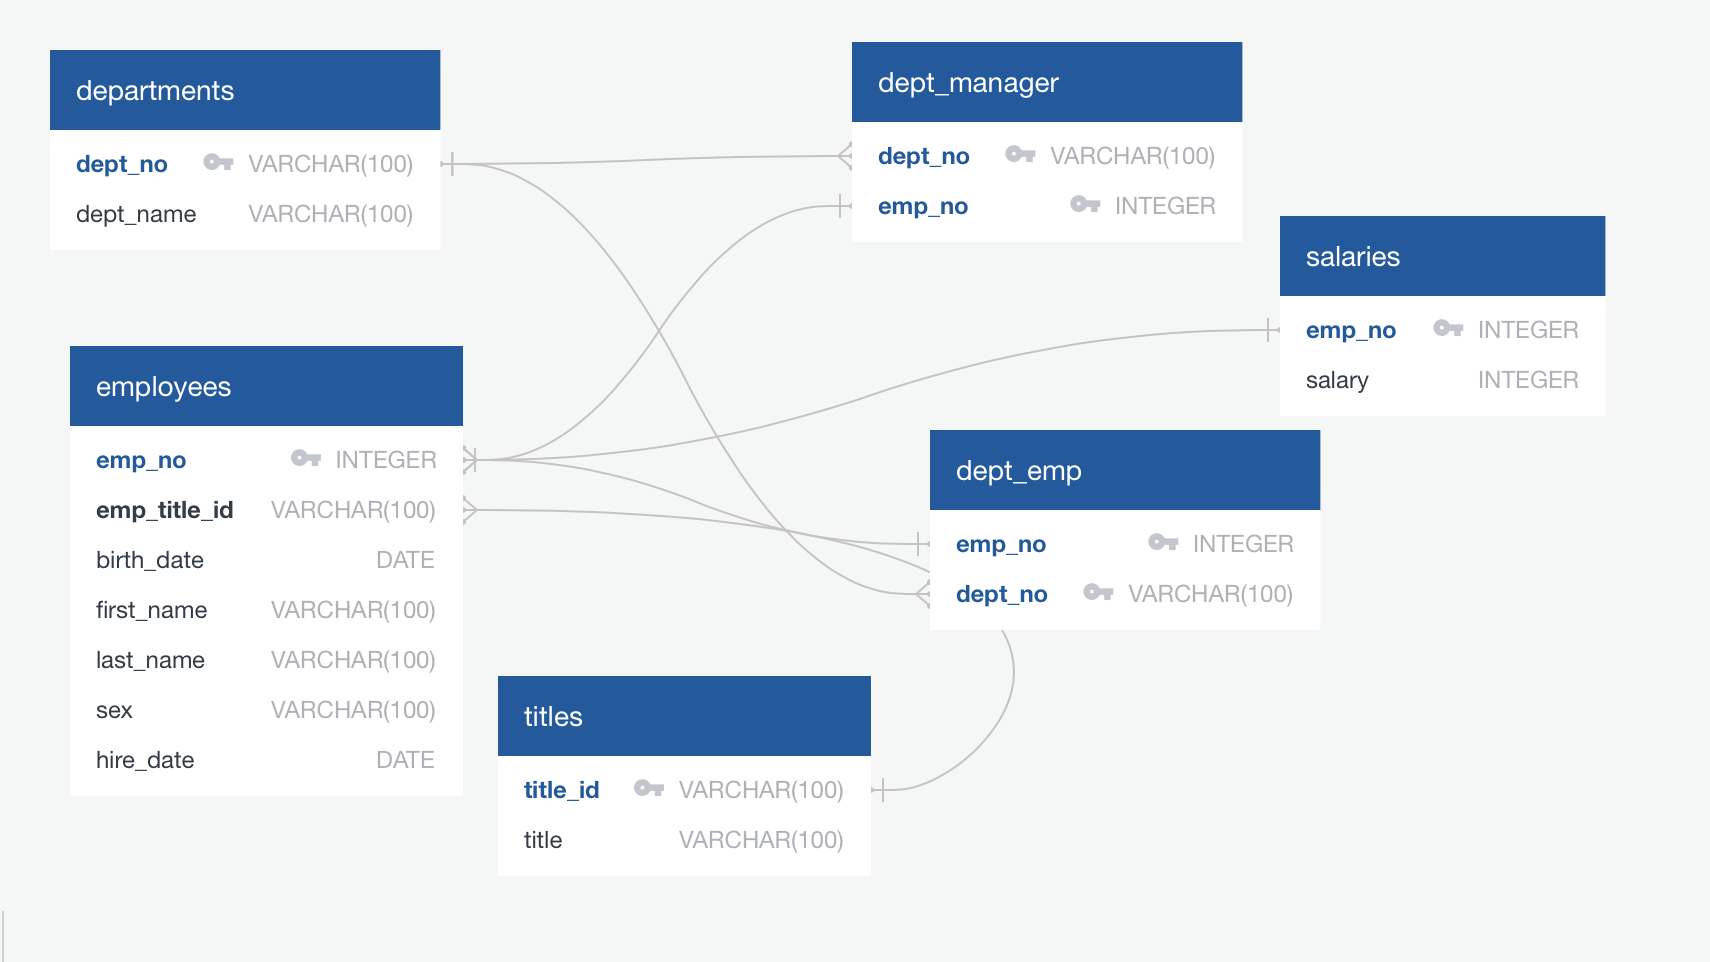 departments
dept_no VARCHAR(100)
dept_name VARCHAR(100)
dept_manager
dept_no VARCHAR(100)
emp_no INTEGER
salaries
emp_no INTEGER
salary INTEGER
employees
emp_no INTEGER
emp_title_id VARCHAR(100)
birth_date DATE
first_name VARCHAR(100)
last_name VARCHAR(100)
sex VARCHAR(100)
hire_date DATE
dept_emp
emp_no INTEGER
dept_no VARCHAR(100)
titles
title_id VARCHAR(100)
title VARCHAR(100)